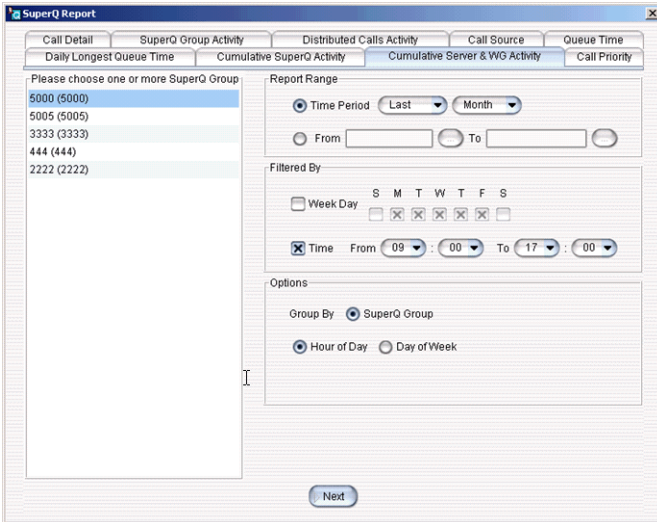 SuperQ Report
Call Detail SuperQ Group Activity Distributed Calls Activity Call Source Queue Time
Daily Longest Queue Time Cumulative SuperQ Activity Cumulative Server & WG Activity Call Priority
Please choose one or more SuperQ Group
5000 (5000)
5005 (5005)
3333 (3333)
444 (444)
2222 (2222)
Report Range
Time Period Last Month
From To
Filtered By
S M T W T F S
Week Day
Time From 09 : 00 To 17 : 00
Options
Group By SuperQ Group
Hour of Day Day of Week
Next